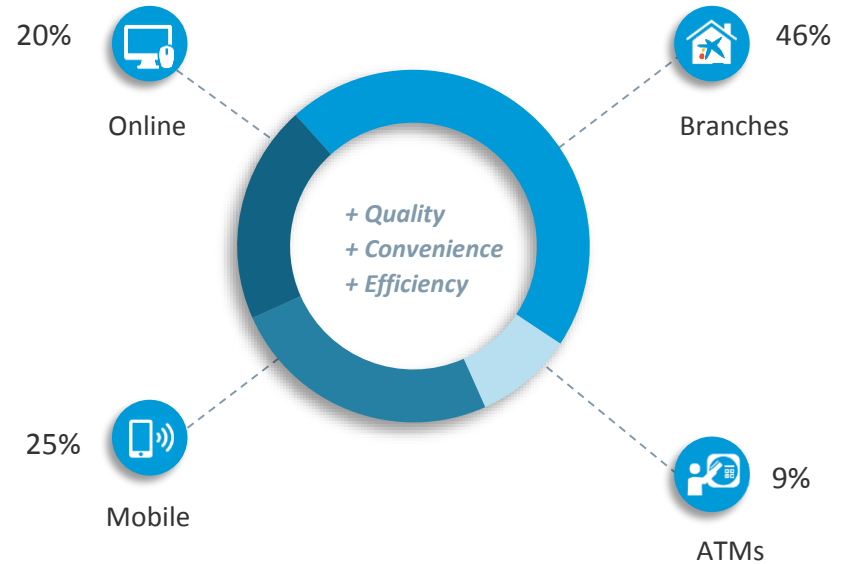 20%
46%
Online
Branches
+ Quality
+ Convenience
+ Efficiency
25%
Mobile
9%
ATMs